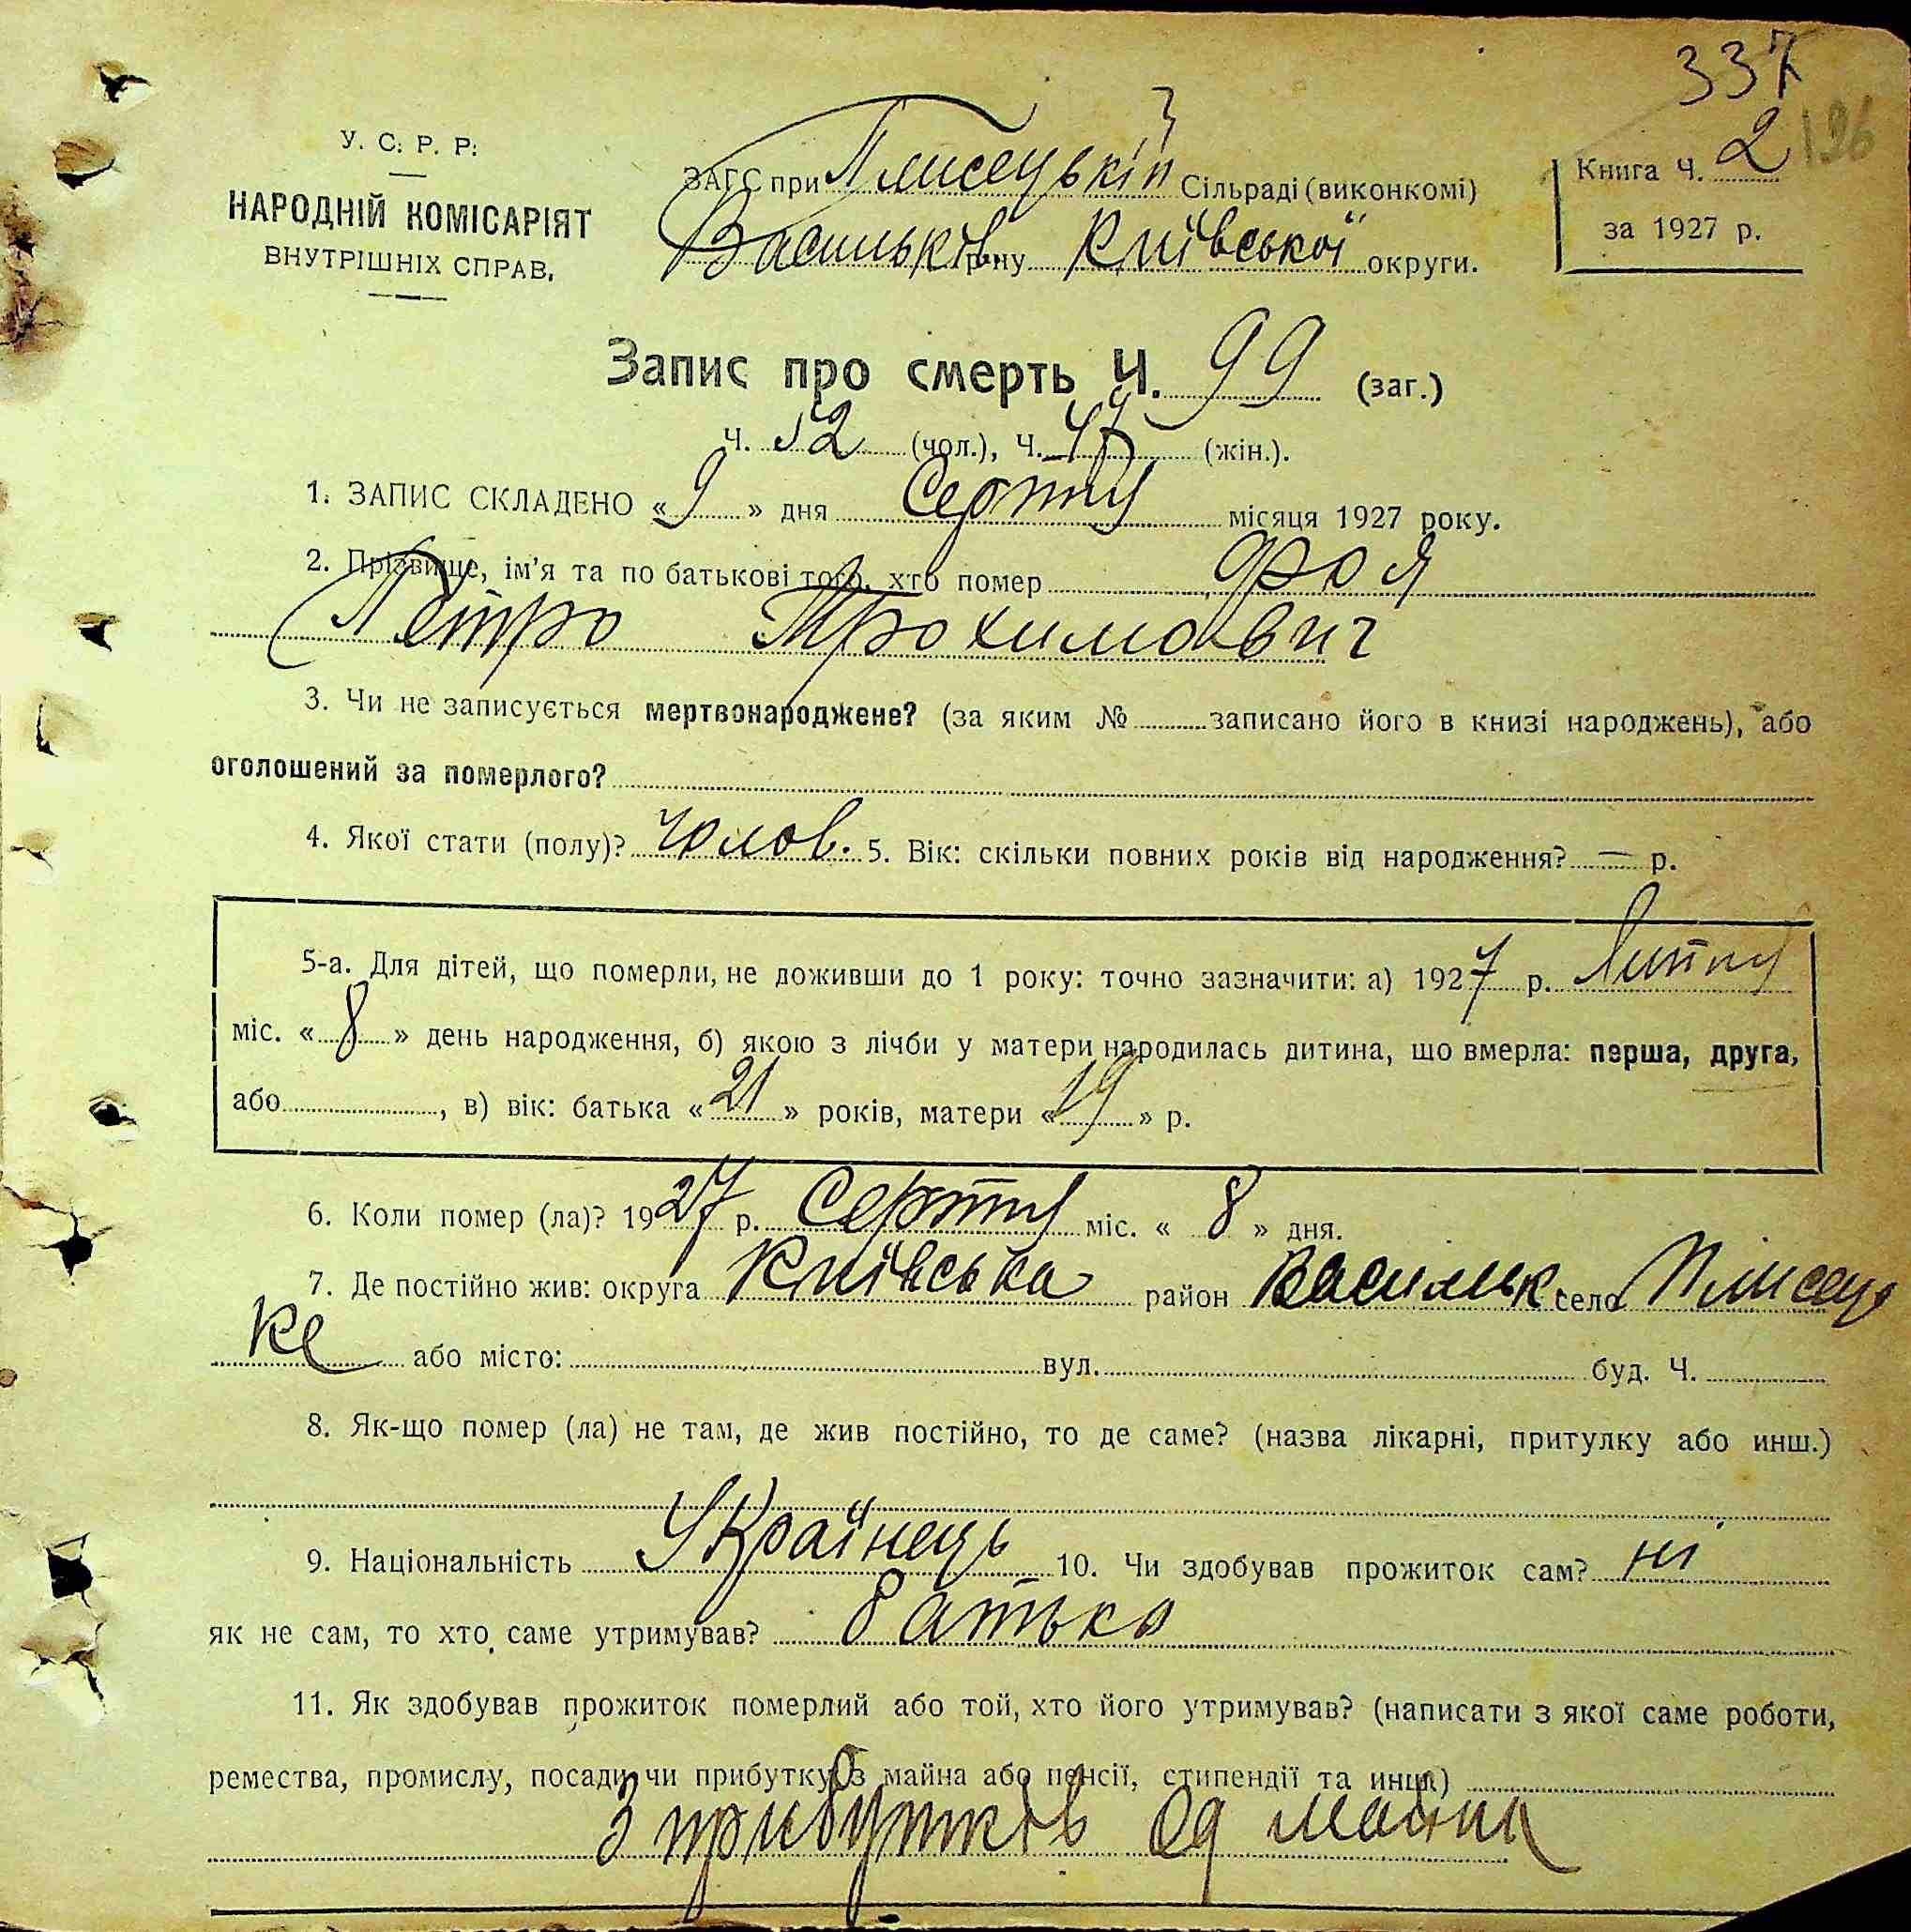 337
126
У. С. Р. Р.
НАРОДНІЙ КОМІСАРІЯТ
ВНУТРІШНІХ СПРАВ.
ЗАГС при Плисецькій Сільраді (виконкомі)
Васильків р-ну Київської округи.
Книга Ч. 2
за 1927 р.
Запис про смерть Ч. 99 (заг.)
Ч. 52 (чол.), Ч. 47 (жін.).
1. ЗАПИС СКЛАДЕНО « 9 » дня Серпня місяця 1927 року.
2. Прізвище, ім'я та по батькові того, хто помер Фоя
Петро Трохимович
3. Чи не записується мертвонароджене? (за яким № записано його в книзі народжень), або
оголошений за померлого?
4. Якої стати (полу)? Чолов. 5. Вік: скільки повних років від народження? — р.
5-а. Для дітей, що померли, не доживши до 1 року: точно зазначити: а) 1927 р. Липня
міс. « 8 » день народження, б) якою з лічби у матери народилась дитина, що вмерла: перша, друга,
або , в) вік: батька « 21 » років, матери « 19 » р.
6. Коли помер (ла)? 1927 р. Серпня міс. « 8 » дня.
7. Де постійно жив: округа Київська район Васильк. село Плисець
ке або місто: вул. буд. Ч.
8. Як-що помер (ла) не там, де жив постійно, то де саме? (назва лікарні, притулку або инш.)
9. Національність Українець 10. Чи здобував прожиток сам? ні
як не сам, то хто саме утримував? батько
11. Як здобував прожиток померлий або той, хто його утримував? (написати з якої саме роботи,
ремества, промислу, посади чи прибутку з майна або пенсії, стипендії та инш.)
З прибутків од майна